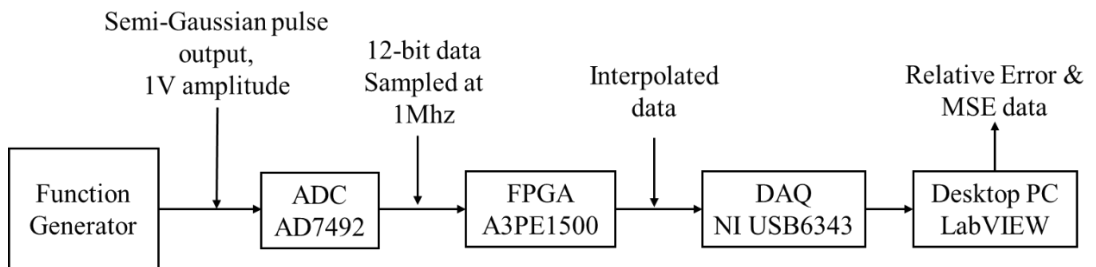 Semi-Gaussian pulse
output,
1V amplitude
12-bit data
Sampled at
1Mhz
Interpolated
data
Relative Error &
MSE data
Function
Generator
ADC
AD7492
FPGA
A3PE1500
DAQ
NI USB6343
Desktop PC
LabVIEW